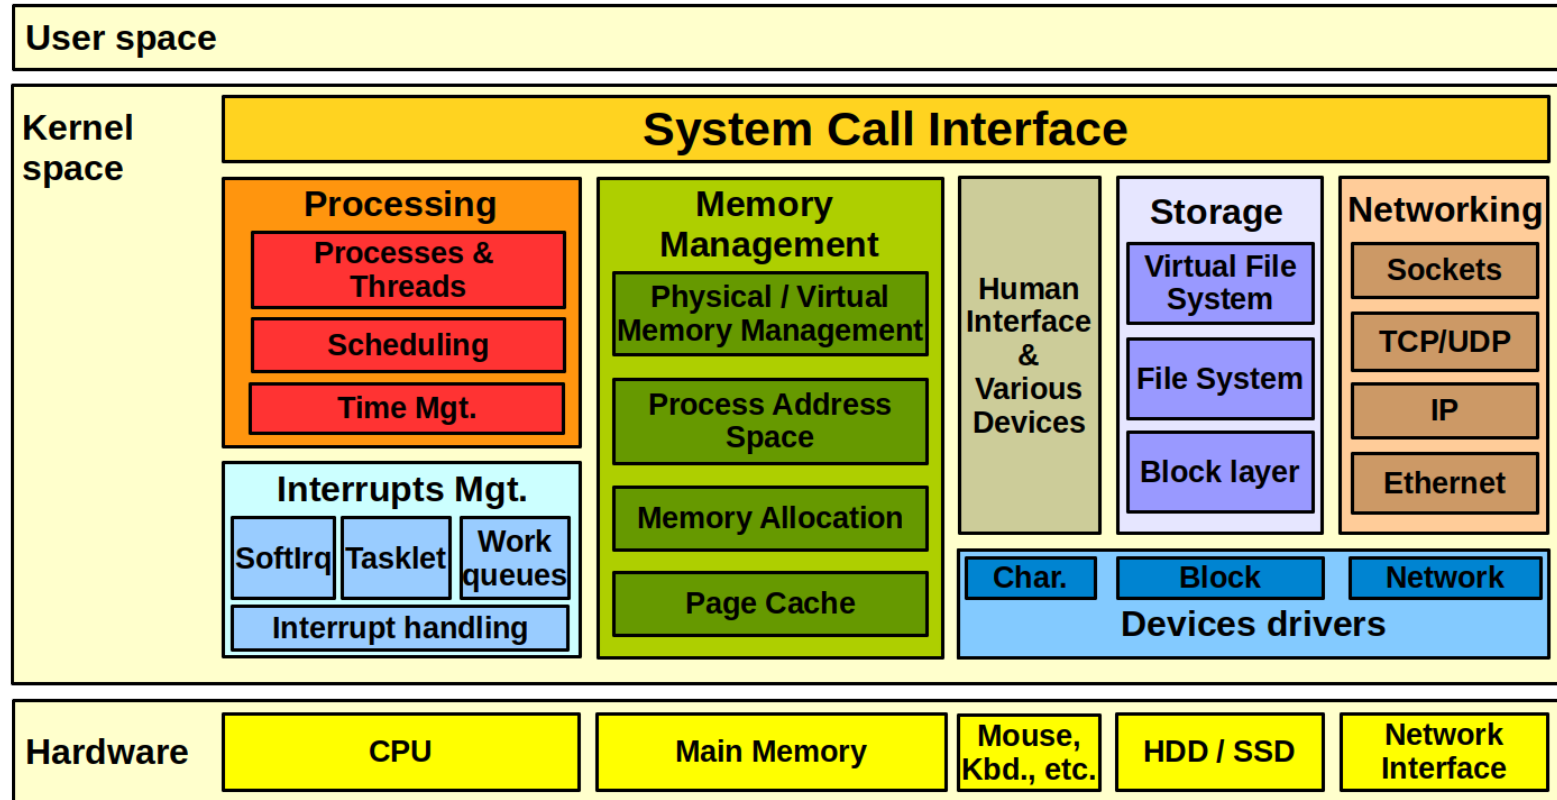 User space
Kernel
space
System Call Interface
Processing
Processes &
Threads
Scheduling
Time Mgt.
Interrupts Mgt.
SoftIrq
Tasklet
Work
queues
Interrupt handling
Memory
Management
Physical / Virtual
Memory Management
Process Address
Space
Memory Allocation
Page Cache
Human
Interface
&
Various
Devices
Storage
Virtual File
System
File System
Block layer
Networking
Sockets
TCP/UDP
IP
Ethernet
Char.
Block
Network
Devices drivers
Hardware
CPU
Main Memory
Mouse,
Kbd., etc.
HDD / SSD
Network
Interface